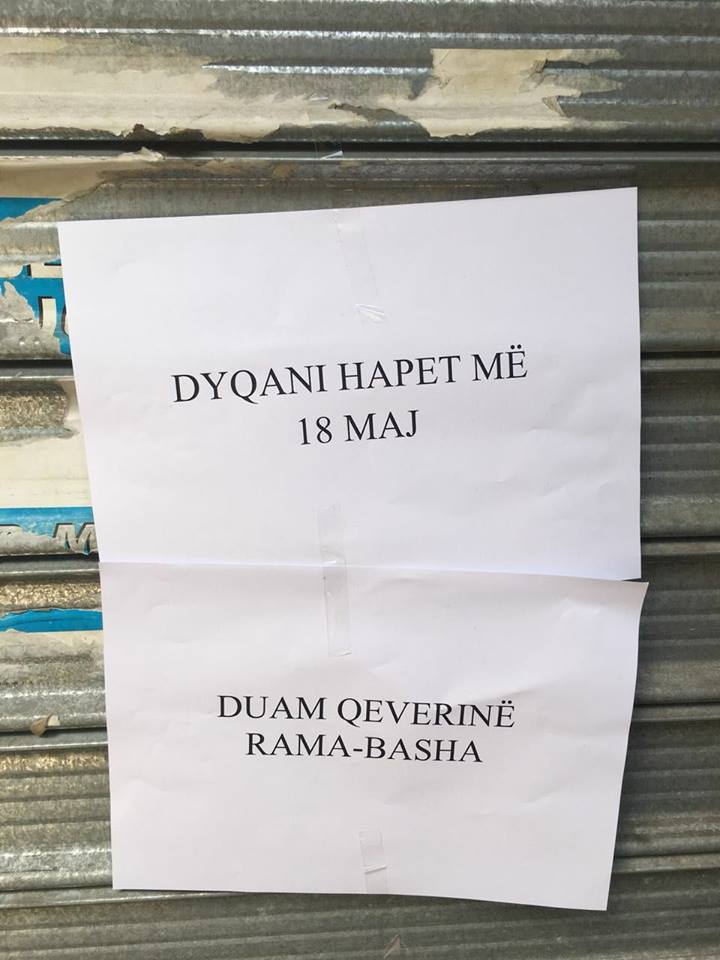 DYQANI HAPET MË
18 MAJ
DUAM QEVERINË
RAMA-BASHA